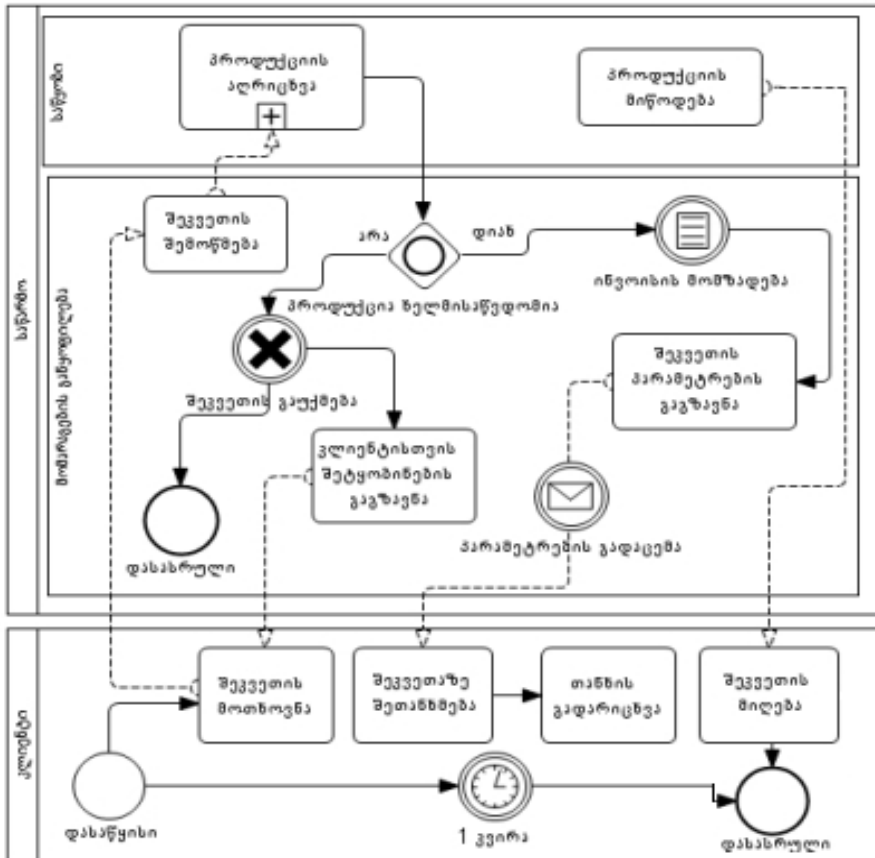 საწარმო
საწყობი
პროდუქციის
აღრიცხვა
პროდუქციის
მიწოდება
მომარაგების განყოფილება
შეკვეთის
შემოწმება
არა
დიახ
პროდუქცია ხელმისაწვდომია
ინვოისის მომზადება
შეკვეთის გაუქმება
შეკვეთის
პარამეტრების
გაგზავნა
კლიენტისთვის
შეტყობინების
გაგზავნა
დასასრული
პარამეტრების გადაცემა
კლიენტი
შეკვეთის
მოთხოვნა
შეკვეთაზე
შეთანხმება
თანხის
გადარიცხვა
შეკვეთის
მიღება
დასაწყისი
1 კვირა
დასასრული